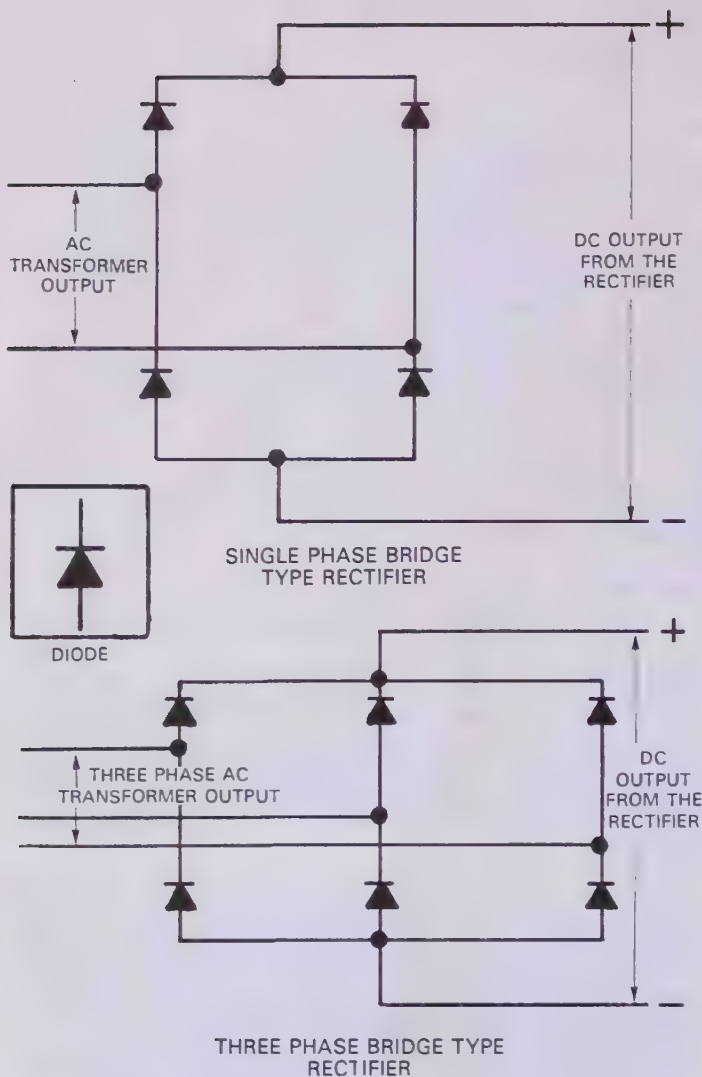 +
AC
TRANSFORMER
OUTPUT
DC OUTPUT
FROM THE
RECTIFIER
−
SINGLE PHASE BRIDGE
TYPE RECTIFIER
DIODE
+
THREE PHASE AC
TRANSFORMER OUTPUT
DC
OUTPUT
FROM THE
RECTIFIER
−
THREE PHASE BRIDGE TYPE
RECTIFIER